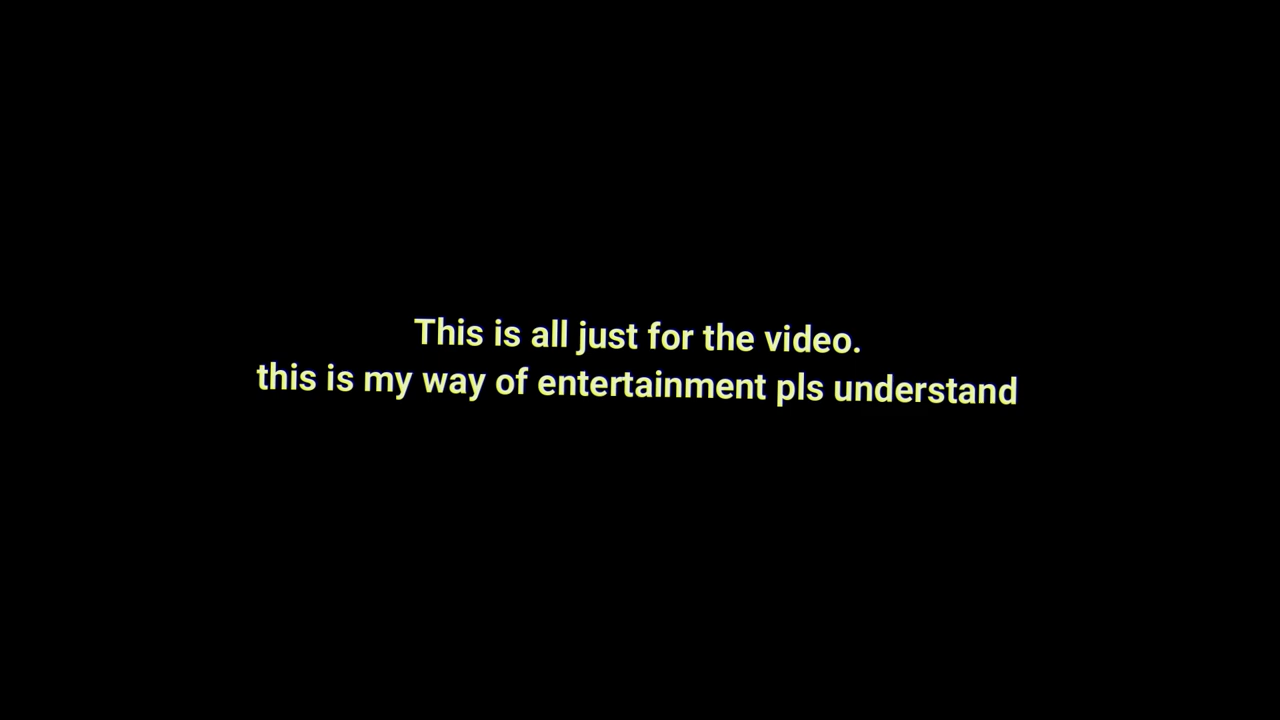 This is all just for the video.
this is my way of entertainment pls understand